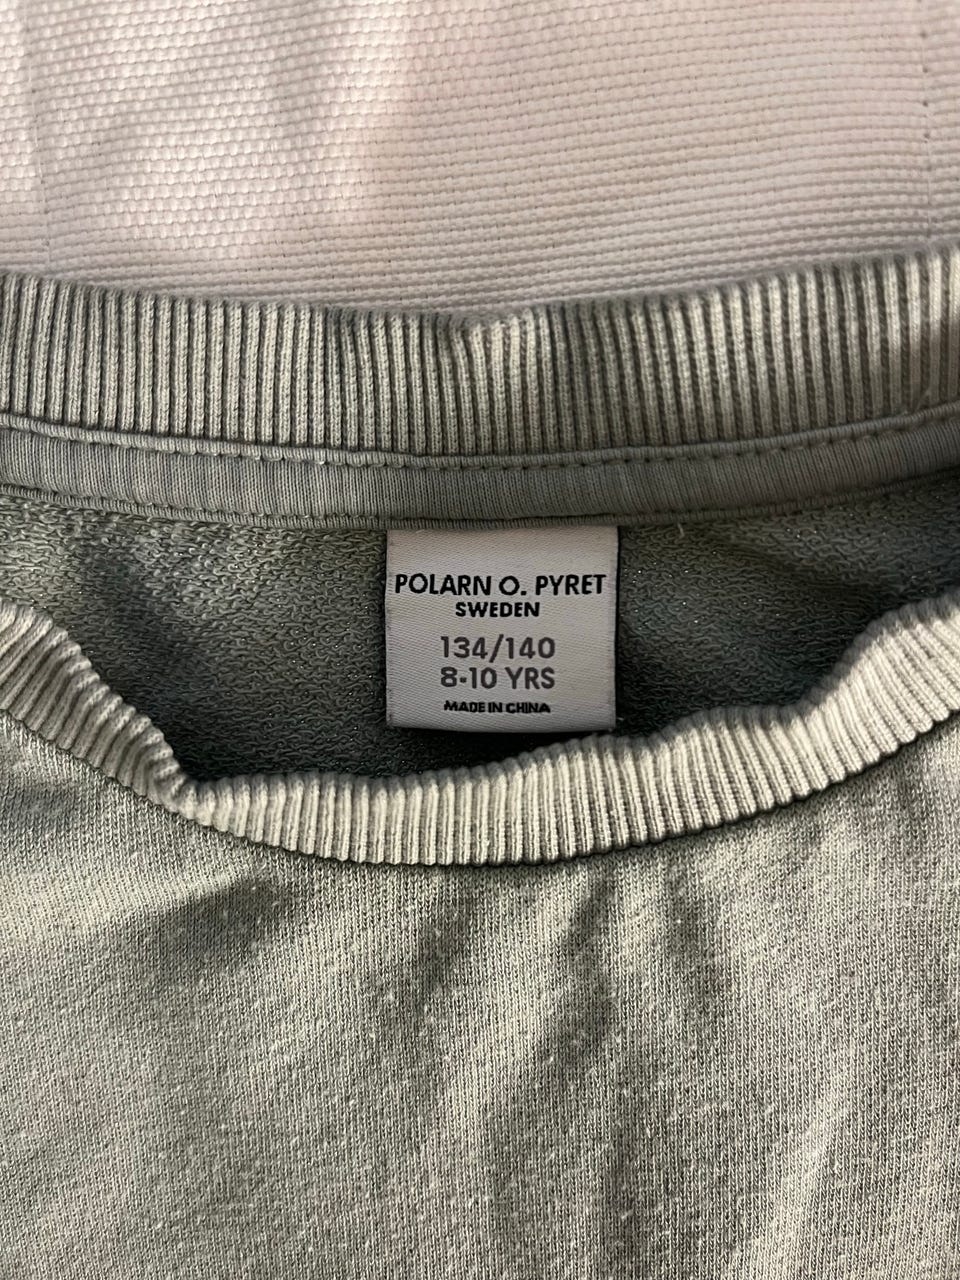 POLARN O. PYRET
SWEDEN
134/140
8-10 YRS
MADE IN CHINA